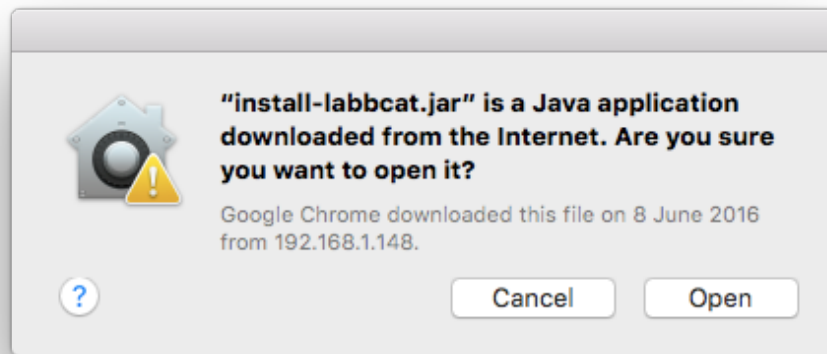 “install-labbcat.jar” is a Java application
downloaded from the Internet. Are you sure
you want to open it?
Google Chrome downloaded this file on 8 June 2016
from 192.168.1.148.
?
Cancel
Open